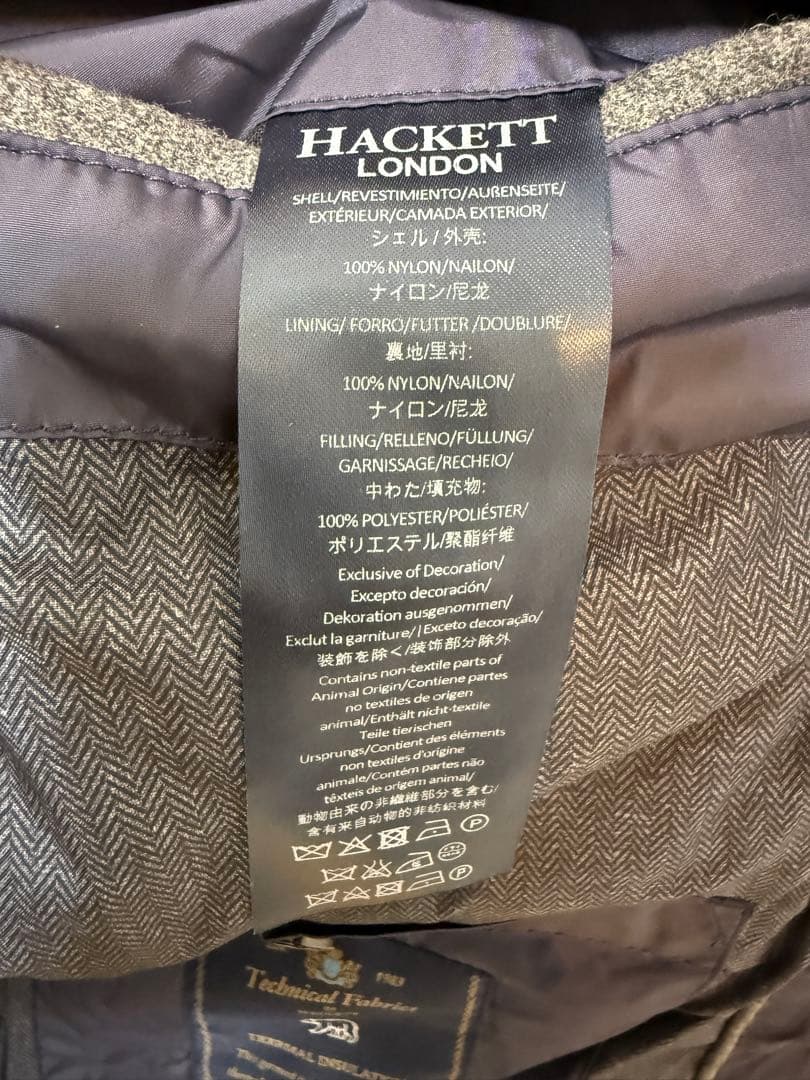 HACKETT
LONDON
SHELL/REVESTIMIENTO/AUßENSEITE/
EXTÉRIEUR/CAMADA EXTERIOR/
シェル/外壳:
100% NYLON/NAILON/
ナイロン/尼龙
LINING/ FORRO/FUTTER /DOUBLURE/
裏地/里衬:
100% NYLON/NAILON/
ナイロン/尼龙
FILLING/RELLENO/FÜLLUNG/
GARNISSAGE/RECHEIO/
中わた/填充物:
100% POLYESTER/POLIÉSTER/
ポリエステル/聚酯纤维
Exclusive of Decoration/
Excepto decoración/
Dekoration ausgenommen/
Exclut la garniture/|Exceto decoração/
装飾を除く/装饰部分除外
Contains non-textile parts of
Animal Origin/Contiene partes
no textiles de origen
animal/Enthält nicht-textile
Teile tierischen
Ursprungs/Contient des éléments
non textiles d'origine
animale/Contém partes não
têxteis de origem animal/
動物由来の非繊維部分を含む/
含有来自动物的非纺织材料
P
P
1983
Technical Fabrics
THERMAL INSULATION